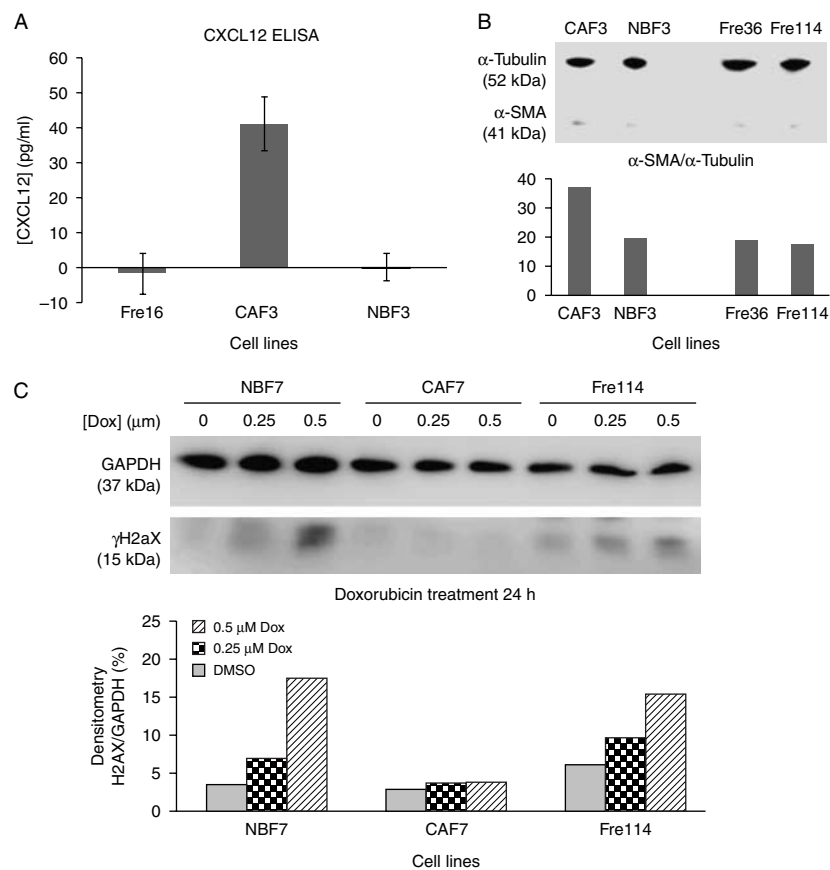 A
CXCL12 ELISA
[CXCL12] (pg/ml)
60
50
40
30
20
10
0
–10
Fre16 CAF3 NBF3
Cell lines
B
CAF3 NBF3 Fre36 Fre114
α-Tubulin
(52 kDa)
α-SMA
(41 kDa)
α-SMA/α-Tubulin
40
30
20
10
0
CAF3 NBF3 Fre36 Fre114
Cell lines
C
NBF7 CAF7 Fre114
[Dox] (μm) 0 0.25 0.5 0 0.25 0.5 0 0.25 0.5
GAPDH
(37 kDa)
γH2aX
(15 kDa)
Doxorubicin treatment 24 h
Densitometry
H2AX/GAPDH (%)
25
20
15
10
5
0
0.5 μM Dox
0.25 μM Dox
DMSO
NBF7 CAF7 Fre114
Cell lines